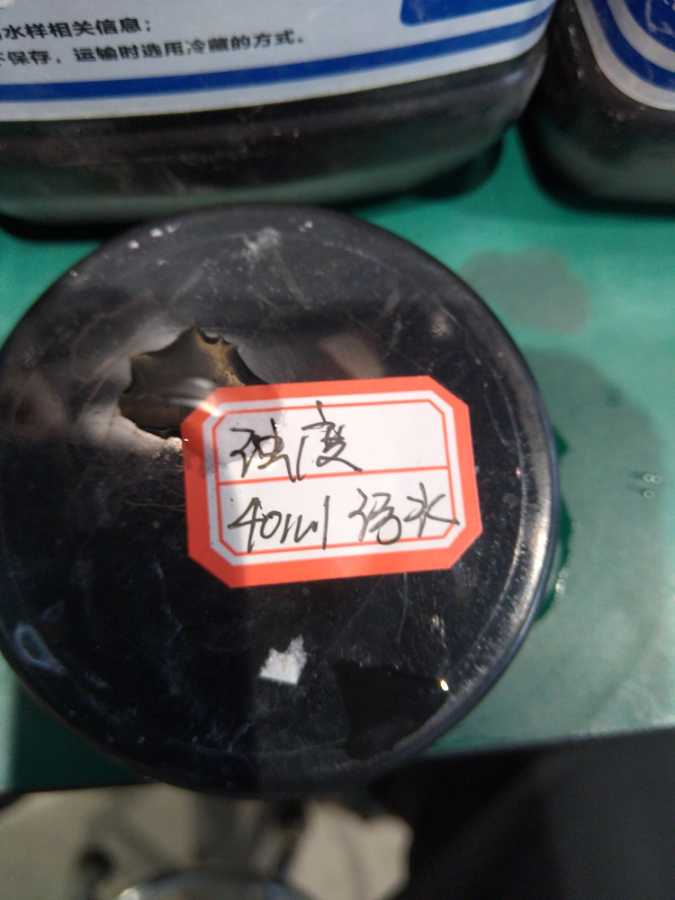 水样相关信息；
保存，运输时选用冷藏的方式.
浊度
40ml 污水